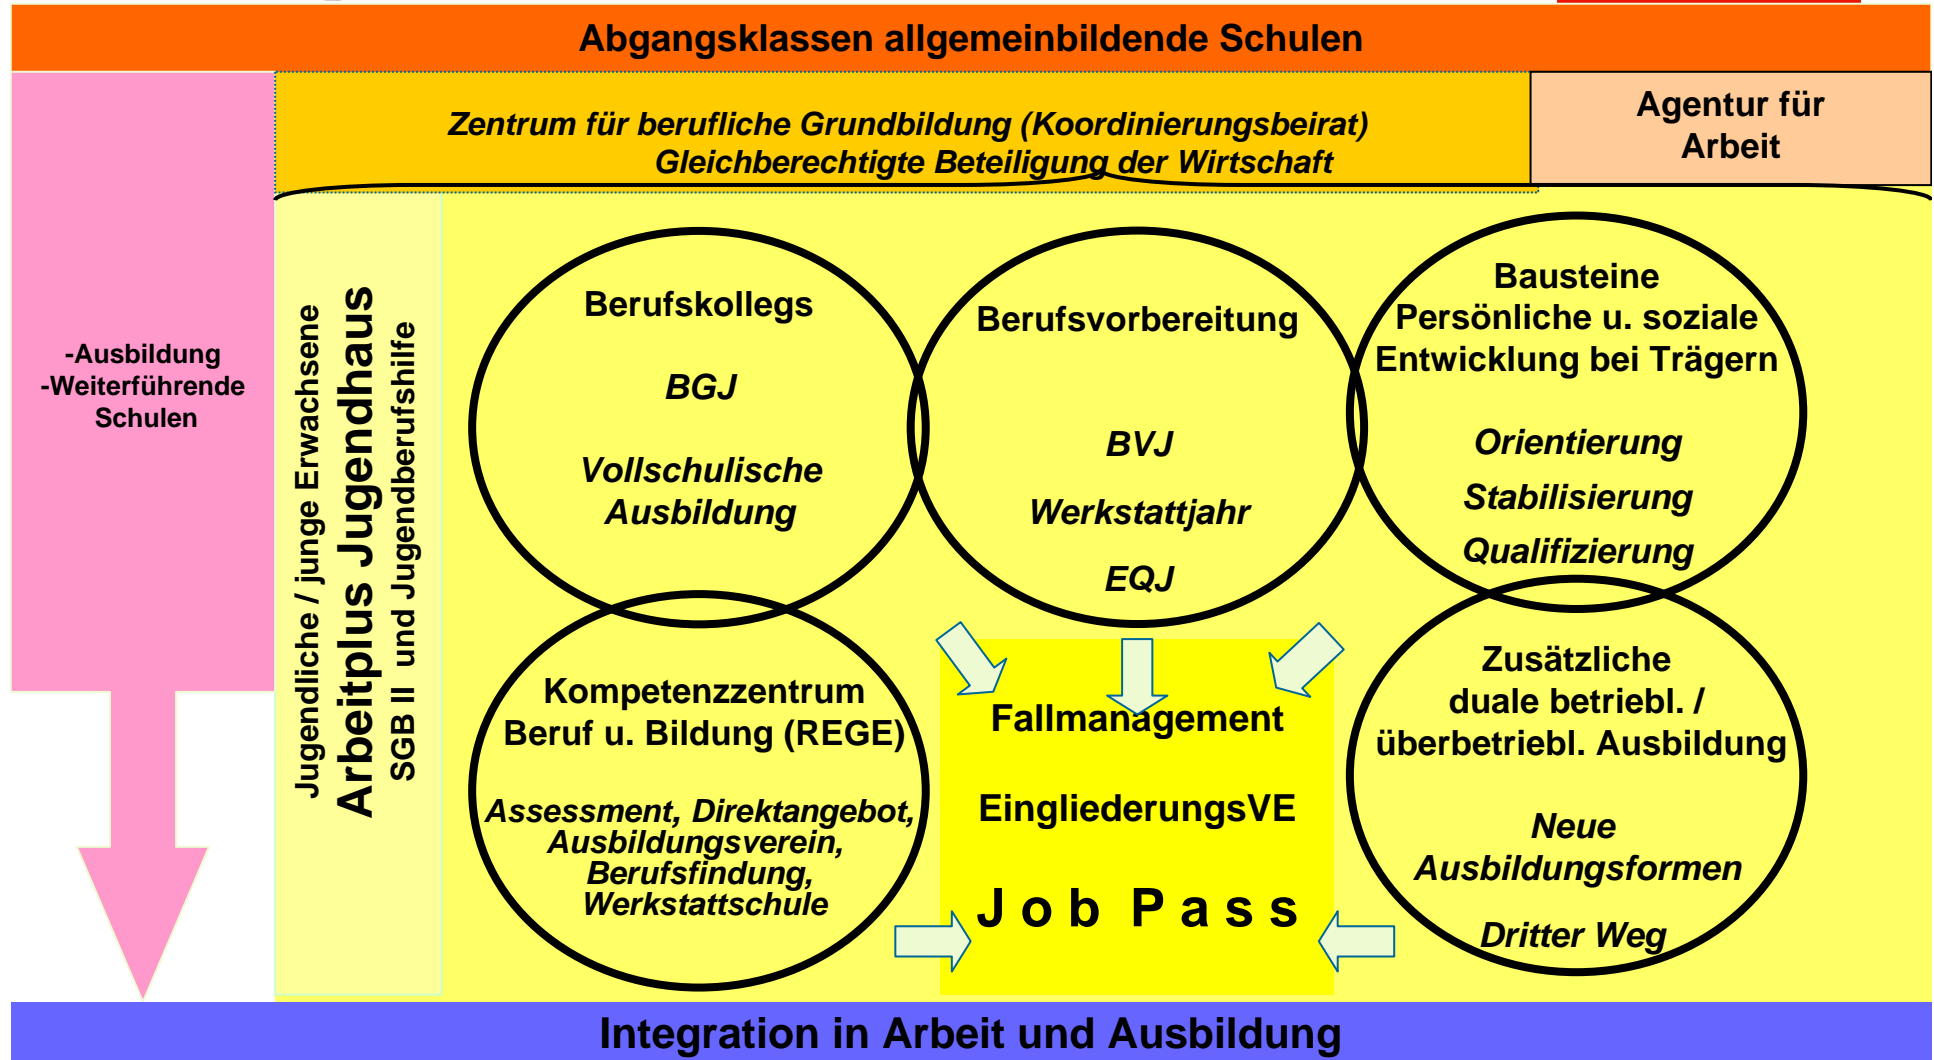 Abgangsklassen allgemeinbildende Schulen
Zentrum für berufliche Grundbildung (Koordinierungsbeirat)
Gleichberechtigte Beteiligung der Wirtschaft
Agentur für
Arbeit
-Ausbildung
-Weiterführende
Schulen
Jugendliche / junge Erwachsene
Arbeitplus Jugendhaus
SGB II und Jugendberufshilfe
Berufskollegs
BGJ
Vollschulische
Ausbildung
Berufsvorbereitung
BVJ
Werkstattjahr
EQJ
Bausteine
Persönliche u. soziale
Entwicklung bei Trägern
Orientierung
Stabilisierung
Qualifizierung
Kompetenzzentrum
Beruf u. Bildung (REGE)
Assessment, Direktangebot,
Ausbildungsverein,
Berufsfindung,
Werkstattschule
Fallmanagement
EingliederungsVE
J o b P a s s
Zusätzliche
duale betriebl. /
überbetriebl. Ausbildung
Neue
Ausbildungsformen
Dritter Weg
Integration in Arbeit und Ausbildung